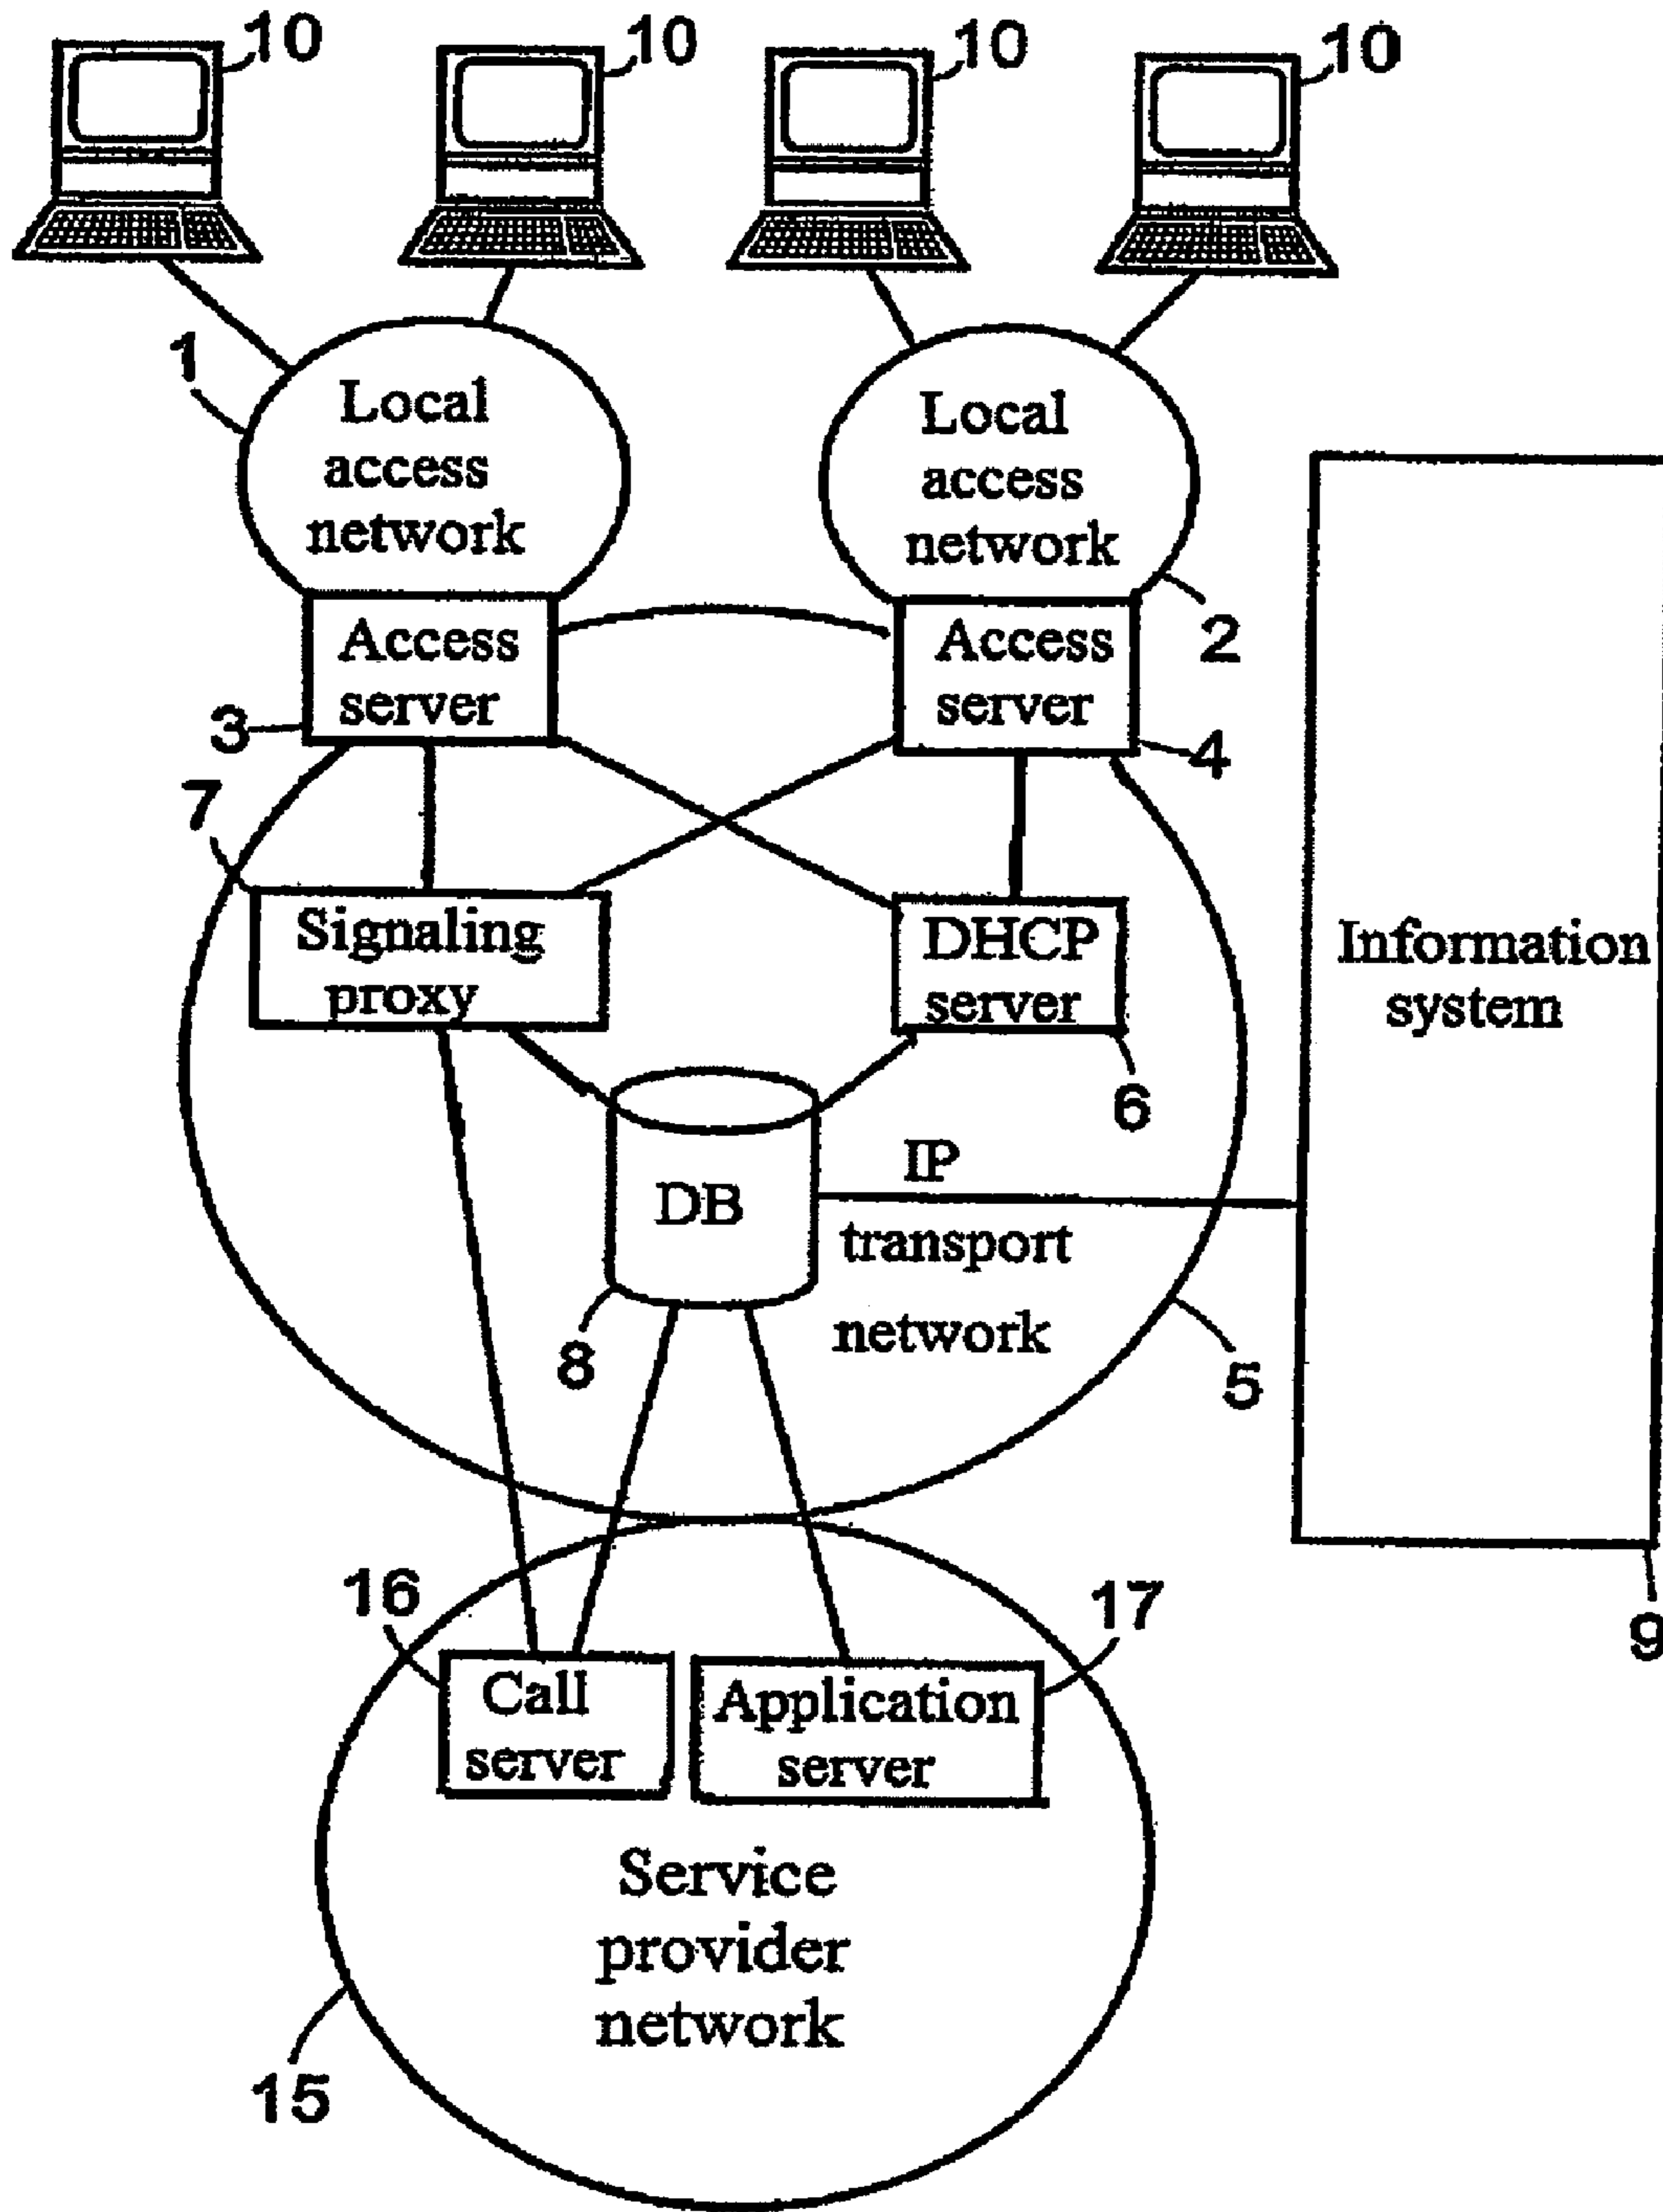 10
10
10
10
1
Local
access
network
Local
access
network
2
Access
server
3
Access
server
4
7
Signaling
proxy
DHCP
server
6
Information
system
DB
8
IP
transport
network
5
9
16
Call
server
17
Application
server
Service
provider
network
15